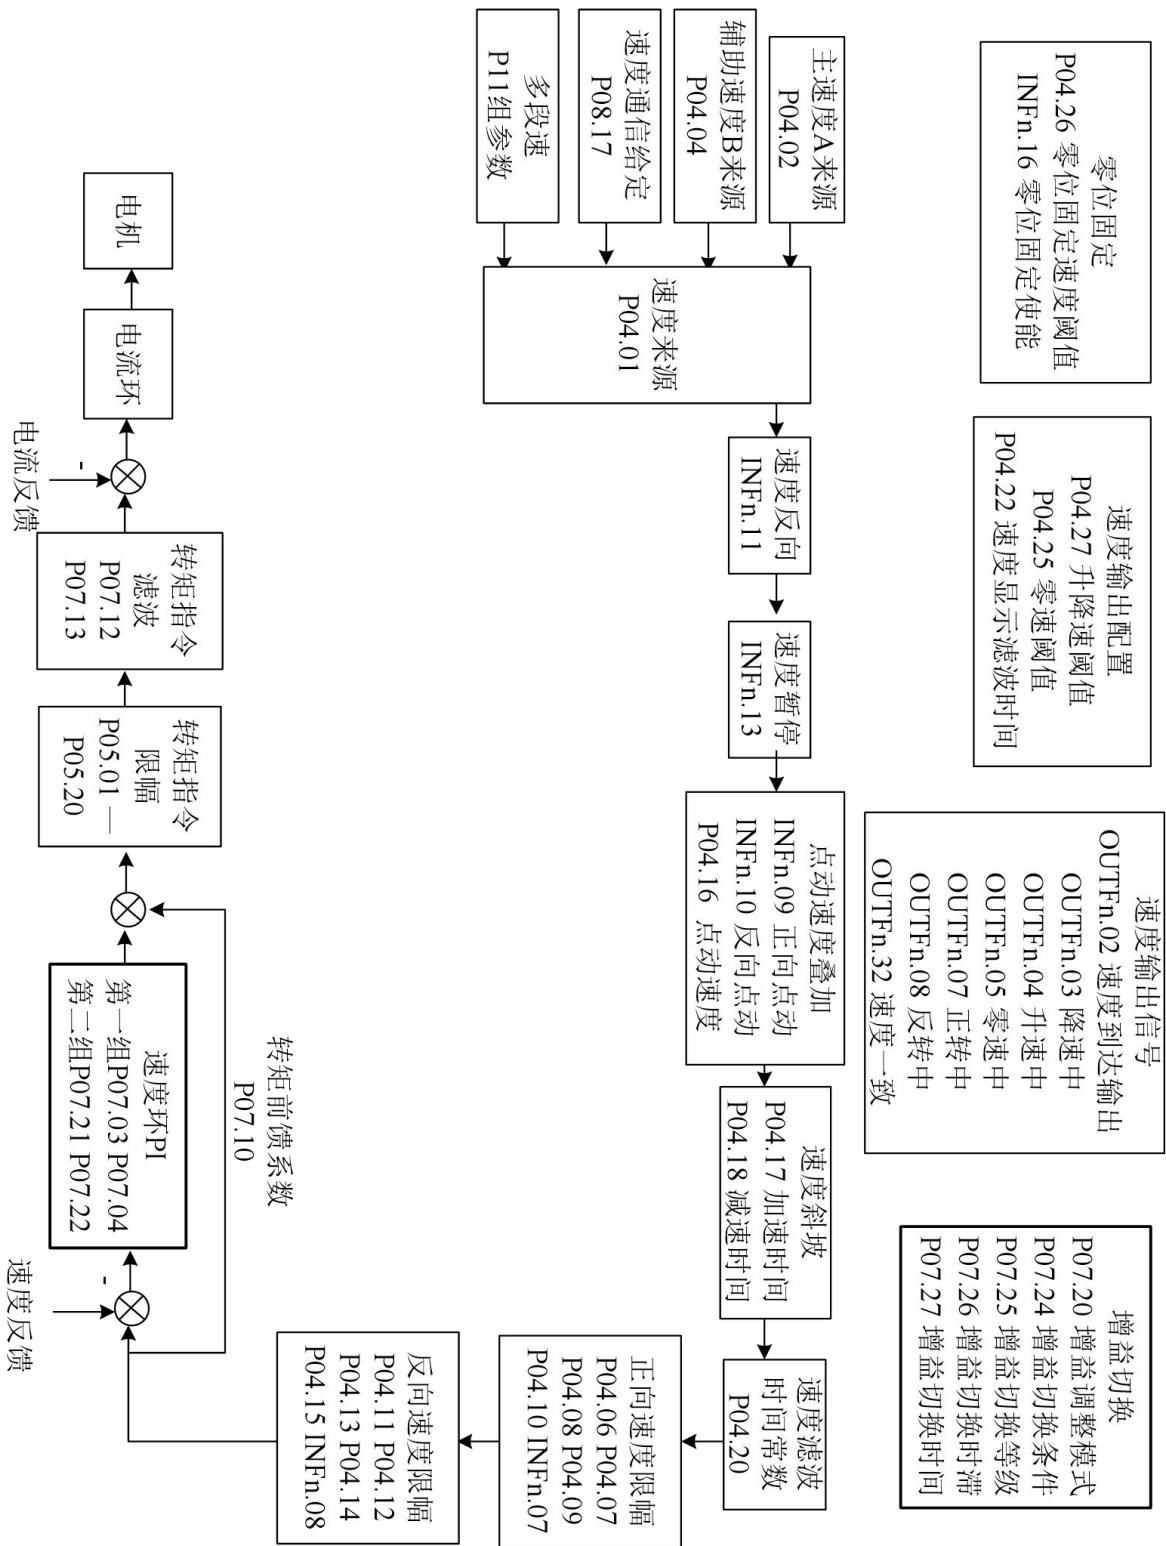 零位固定
P04.26 零位固定速度阈值
INFn.16 零位固定使能
速度输出配置
P04.27 升降速阈值
P04.25 零速阈值
P04.22 速度显示滤波时间
速度输出信号
OUTFn.02 速度到达输出
OUTFn.03 降速中
OUTFn.04 升速中
OUTFn.05 零速中
OUTFn.07 正转中
OUTFn.08 反转中
OUTFn.32 速度一致
增益切换
P07.20 增益调整模式
P07.24 增益切换条件
P07.25 增益切换等级
P07.26 增益切换时滞
P07.27 增益切换时间
主速度A来源
P04.02
辅助速度B来源
P04.04
速度通信给定
P08.17
多段速
P11组参数
速度来源
P04.01
速度反向
INFn.11
速度暂停
INFn.13
点动速度叠加
INFn.09 正向点动
INFn.10 反向点动
P04.16 点动速度
速度斜坡
P04.17 加速时间
P04.18 减速时间
速度滤波
时间常数
P04.20
正向速度限幅
P04.06 P04.07
P04.08 P04.09
P04.10 INFn.07
反向速度限幅
P04.11 P04.12
P04.13 P04.14
P04.15 INFn.08
转矩前馈系数
P07.10
电机
电流环
-
电流反馈
转矩指令
滤波
P07.12
P07.13
转矩指令
限幅
P05.01 —
P05.20
速度环PI
第一组P07.03 P07.04
第二组P07.21 P07.22
-
速度反馈